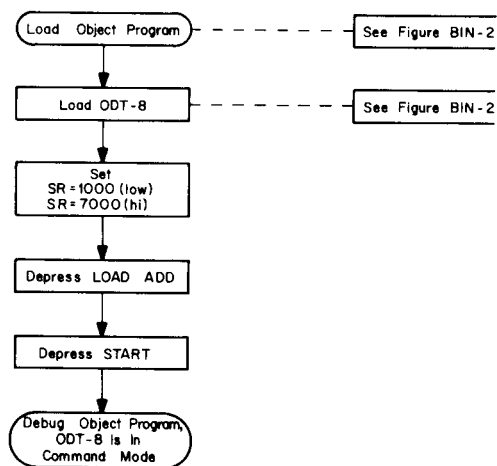 Load Object Program
See Figure BIN-2
Load ODT-8
See Figure BIN-2
Set
SR=1000 (low)
SR=7000 (hi)
Depress LOAD ADD
Depress START
Debug Object Program,
ODT-8 Is In
Command Mode